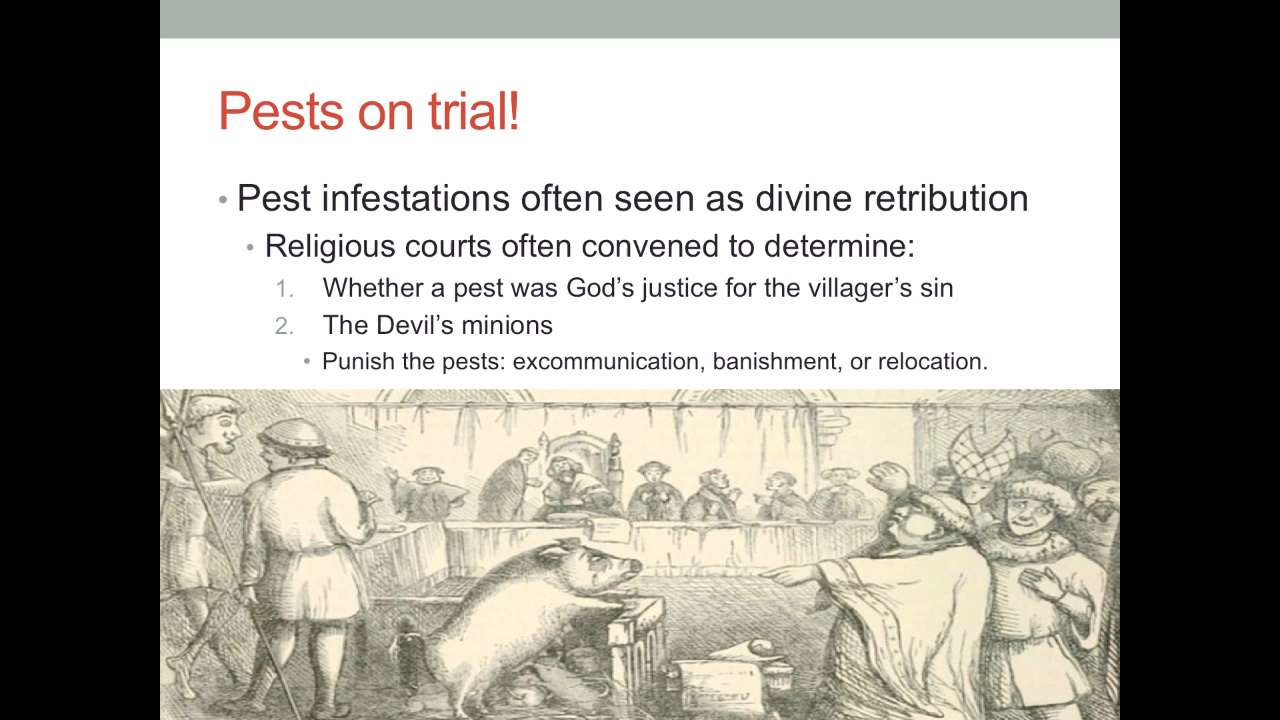 Pests on trial!
• Pest infestations often seen as divine retribution
• Religious courts often convened to determine:
1. Whether a pest was God’s justice for the villager’s sin
2. The Devil’s minions
• Punish the pests: excommunication, banishment, or relocation.